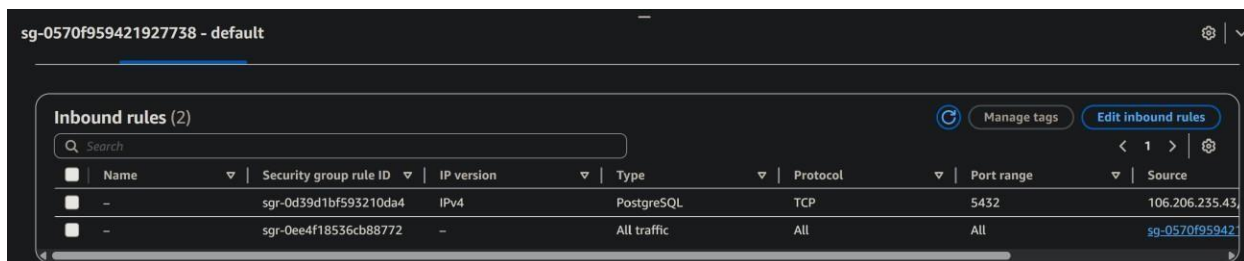 sg-0570f959421927738 - default
Inbound rules (2)
Manage tags
Edit inbound rules
Search
1
Name Security group rule ID IP version Type Protocol Port range Source
– sgr-0d39d1bf593210da4 IPv4 PostgreSQL TCP 5432 106.206.235.43,
– sgr-0ee4f18536cb88772 – All traffic All All sg-0570f95942